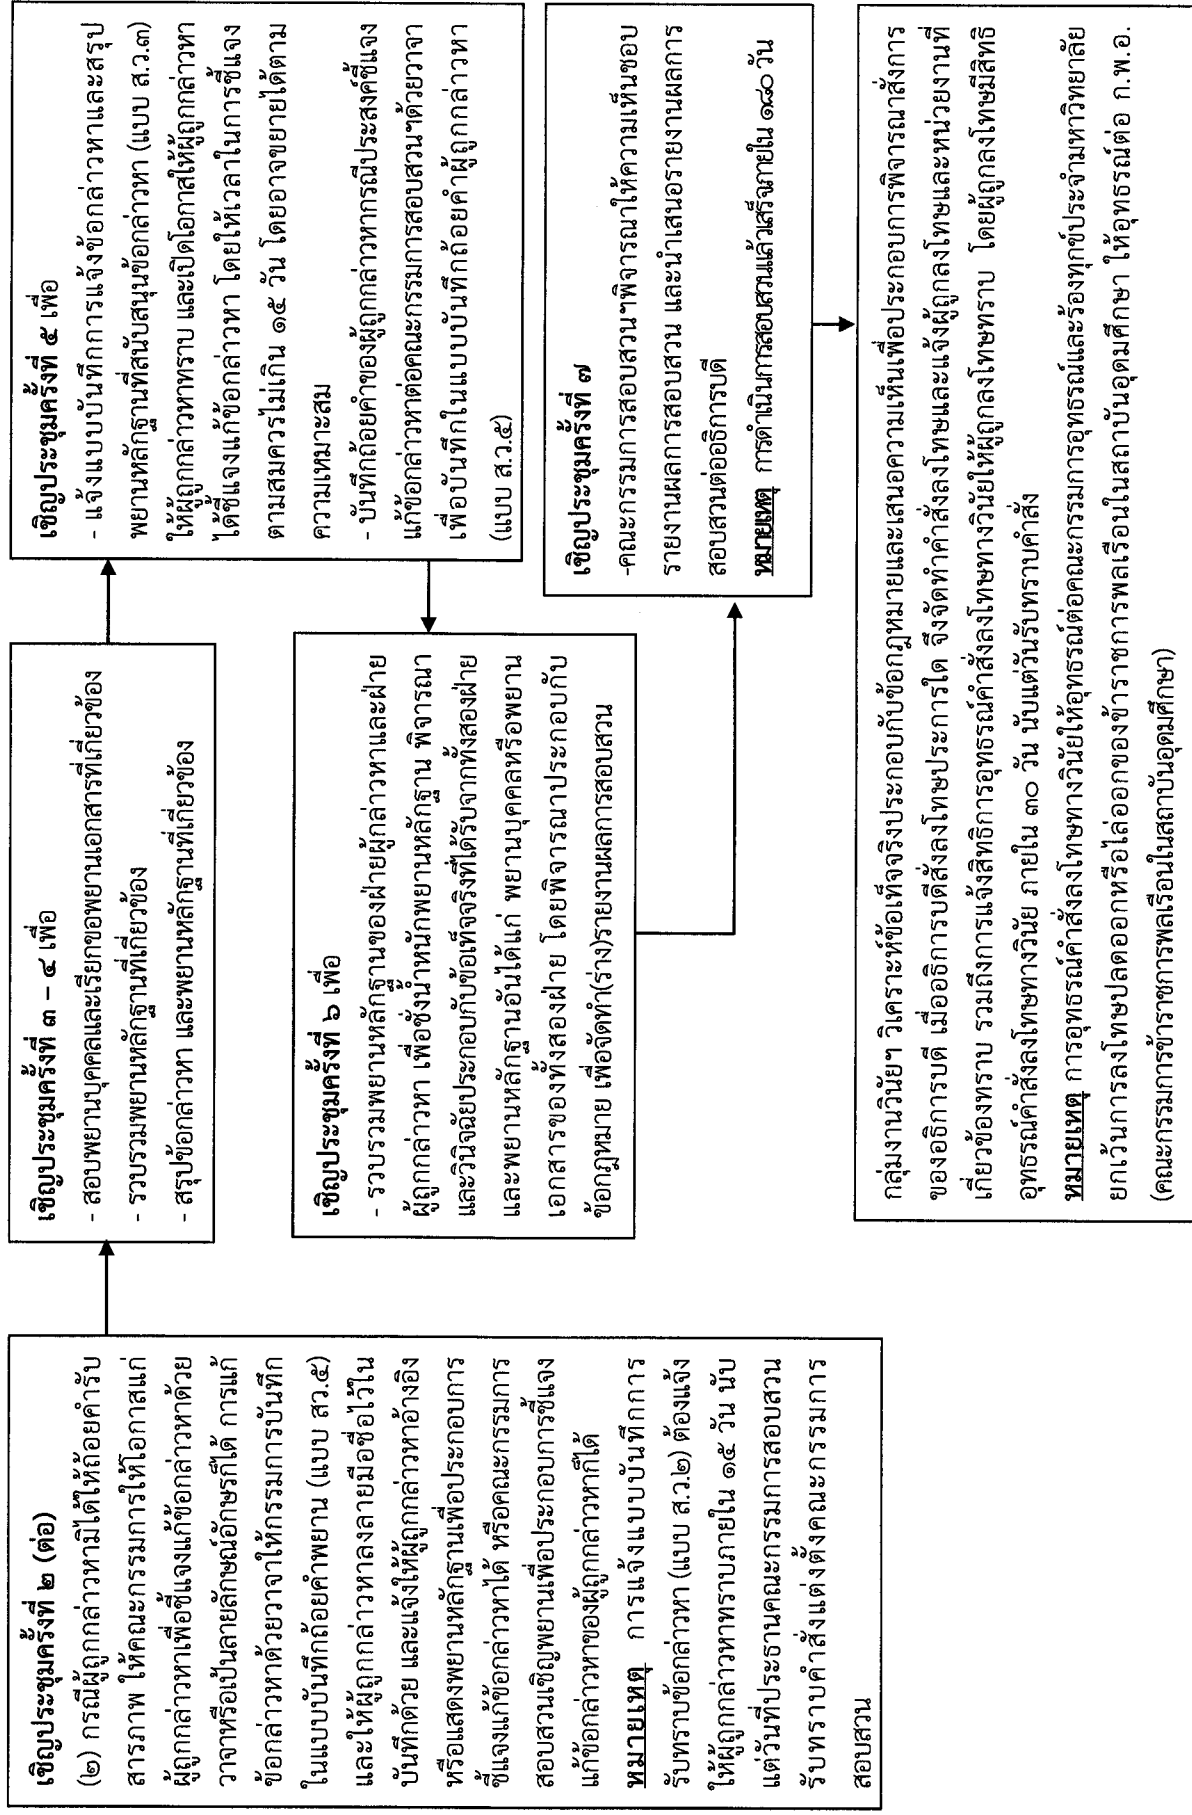 เชิญประชุมครั้งที่ ๒ (ต่อ)
(๒) กรณีผู้ถูกกล่าวหามิได้ให้ถ้อยคำรับ
สารภาพ ให้คณะกรรมการให้โอกาสแก่
ผู้ถูกกล่าวหาเพื่อชี้แจงแก้ข้อกล่าวหาด้วย
วาจาหรือเป็นลายลักษณ์อักษรก็ได้ การแก้
ข้อกล่าวหาด้วยวาจาให้กรรมการบันทึก
ในแบบบันทึกถ้อยคำพยาน (แบบ สว.๕)
และให้ผู้ถูกกล่าวหาลงลายมือชื่อไว้ใน
บันทึกด้วย และแจ้งให้ผู้ถูกกล่าวหาอ้างอิง
หรือแสดงพยานหลักฐานเพื่อประกอบการ
ชี้แจงแก้ข้อกล่าวหาได้ หรือคณะกรรมการ
สอบสวนเชิญพยานเพื่อประกอบการชี้แจง
แก้ข้อกล่าวหาของผู้ถูกกล่าวหาก็ได้
หมายเหตุ การแจ้งแบบบันทึกการ
รับทราบข้อกล่าวหา (แบบ ส.ว.๒) ต้องแจ้ง
ให้ผู้ถูกกล่าวหาทราบภายใน ๑๕ วัน นับ
แต่วันที่ประธานคณะกรรมการสอบสวน
รับทราบคำสั่งแต่งตั้งคณะกรรมการ
สอบสวน
เชิญประชุมครั้งที่ ๓ – ๔ เพื่อ
- สอบพยานบุคคลและเรียกขอพยานเอกสารที่เกี่ยวข้อง
- รวบรวมพยานหลักฐานที่เกี่ยวข้อง
- สรุปข้อกล่าวหา และพยานหลักฐานที่เกี่ยวข้อง
เชิญประชุมครั้งที่ ๕ เพื่อ
- แจ้งแบบบันทึกการแจ้งข้อกล่าวหาและสรุป
พยานหลักฐานที่สนับสนุนข้อกล่าวหา (แบบ ส.ว.๓)
ให้ผู้ถูกกล่าวหาทราบ และเปิดโอกาสให้ผู้ถูกกล่าวหา
ได้ชี้แจงแก้ข้อกล่าวหา โดยให้เวลาในการชี้แจง
ตามสมควรไม่เกิน ๑๕ วัน โดยอาจขยายได้ตาม
ความเหมาะสม
- บันทึกถ้อยคำของผู้ถูกกล่าวหากรณีประสงค์ชี้แจง
แก้ข้อกล่าวหาต่อคณะกรรมการสอบสวนฯด้วยวาจา
เพื่อบันทึกในแบบบันทึกถ้อยคำผู้ถูกกล่าวหา
(แบบ ส.ว.๕)
เชิญประชุมครั้งที่ ๖ เพื่อ
- รวบรวมพยานหลักฐานของฝ่ายผู้กล่าวหาและฝ่าย
ผู้ถูกกล่าวหา เพื่อชั่งน้ำหนักพยานหลักฐาน พิจารณา
และวินิจฉัยประกอบกับข้อเท็จจริงที่ได้รับจากทั้งสองฝ่าย
และพยานหลักฐานอันได้แก่ พยานบุคคลหรือพยาน
เอกสารของทั้งสองฝ่าย โดยพิจารณาประกอบกับ
ข้อกฎหมาย เพื่อจัดทำ(ร่าง)รายงานผลการสอบสวน
เชิญประชุมครั้งที่ ๗
-คณะกรรมการสอบสวนฯพิจารณาให้ความเห็นชอบ
รายงานผลการสอบสวน และนำเสนอรายงานผลการ
สอบสวนต่ออธิการบดี
หมายเหตุ การดำเนินการสอบสวนแล้วเสร็จภายใน ๑๘๐ วัน
กลุ่มงานวินัยฯ วิเคราะห์ข้อเท็จจริงประกอบกับข้อกฎหมายและเสนอความเห็นเพื่อประกอบการพิจารณาสั่งการ
ของอธิการบดี เมื่ออธิการบดีสั่งลงโทษประการใด จึงจัดทำคำสั่งลงโทษและแจ้งผู้ถูกลงโทษและหน่วยงานที่
เกี่ยวข้องทราบ รวมถึงการแจ้งสิทธิการอุทธรณ์คำสั่งลงโทษทางวินัยให้ผู้ถูกลงโทษทราบ โดยผู้ถูกลงโทษมีสิทธิ
อุทธรณ์คำสั่งลงโทษทางวินัย ภายใน ๓๐ วัน นับแต่วันรับทราบคำสั่ง
หมายเหตุ การอุทธรณ์คำสั่งลงโทษทางวินัยให้อุทธรณ์ต่อคณะกรรมการอุทธรณ์และร้องทุกข์ประจำมหาวิทยาลัย
ยกเว้นการลงโทษปลดออกหรือไล่ออกของข้าราชการพลเรือนในสถาบันอุดมศึกษา ให้อุทธรณ์ต่อ ก.พ.อ.
(คณะกรรมการข้าราชการพลเรือนในสถาบันอุดมศึกษา)